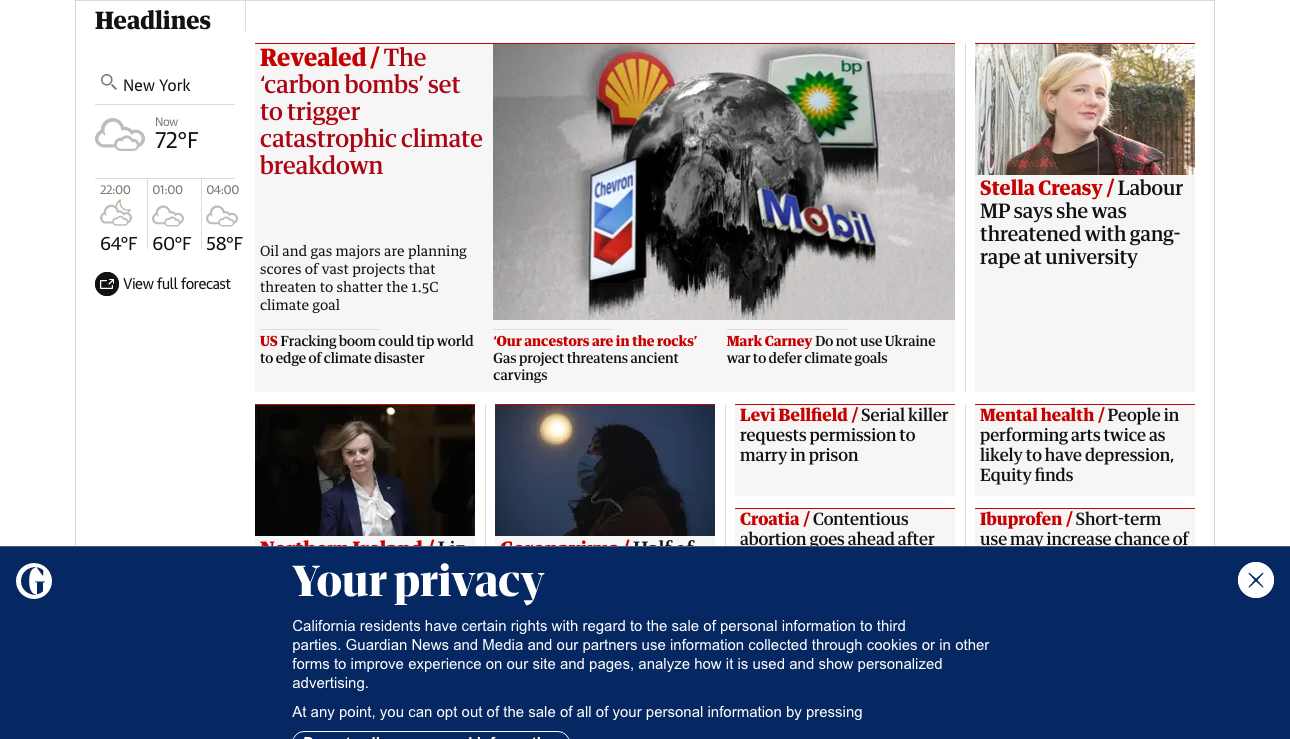 Headlines
New York
Now
72°F
22:00
01:00
04:00
64°F
60°F
58°F
View full forecast
Revealed / The
‘carbon bombs’ set
to trigger
catastrophic climate
breakdown
Oil and gas majors are planning
scores of vast projects that
threaten to shatter the 1.5C
climate goal
bp
Chevron
Mobil
Stella Creasy / Labour
MP says she was
threatened with gang-
rape at university
US Fracking boom could tip world
to edge of climate disaster
‘Our ancestors are in the rocks’
Gas project threatens ancient
carvings
Mark Carney Do not use Ukraine
war to defer climate goals
Northern Ireland / Liz
Coronavirus / Half of
Levi Bellfield / Serial killer
requests permission to
marry in prison
Croatia / Contentious
abortion goes ahead after
Mental health / People in
performing arts twice as
likely to have depression,
Equity finds
Ibuprofen / Short-term
use may increase chance of
Your privacy
California residents have certain rights with regard to the sale of personal information to third
parties. Guardian News and Media and our partners use information collected through cookies or in other
forms to improve experience on our site and pages, analyze how it is used and show personalized
advertising.
At any point, you can opt out of the sale of all of your personal information by pressing